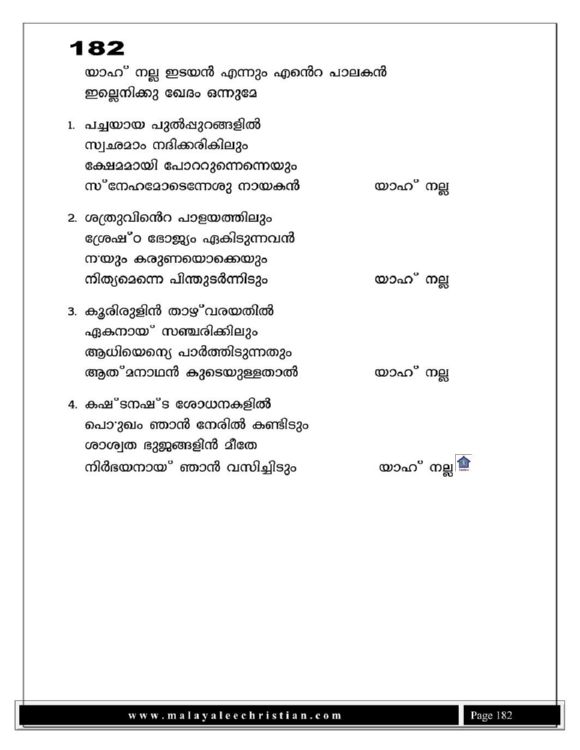 182
യാഹ് നല്ല ഇടയൻ എന്നും എൻെറ പാലകൻ
ഇല്ലെനിക്കു ഖേദം ഒന്നുമേ
1. പച്ചയായ പുൽപ്പുറങ്ങളിൽ
സ്വഛമാം നദിക്കരികിലും
ക്ഷേമമായി പോററുന്നെന്നെയും
സ്നേഹമോടെന്നേശു നായകൻ യാഹ് നല്ല
2. ശത്രുവിൻെറ പാളയത്തിലും
ശ്രേഷ്ഠ ഭോജ്യം ഏകിടുന്നവൻ
നന്മയും കരുണയൊക്കെയും
നിത്യമെന്നെ പിന്തുടർന്നിടും യാഹ് നല്ല
3. കൂരിരുളിൻ താഴ്വരയതിൽ
ഏകനായ് സഞ്ചരിക്കിലും
ആധിയെന്യെ പാർത്തിടുന്നതും
ആത്മനാഥൻ കൂടെയുള്ളതാൽ യാഹ് നല്ല
4. കഷ്ടനഷ്ട ശോധനകളിൽ
പൊന്മുഖം ഞാൻ നേരിൽ കണ്ടിടും
ശാശ്വത ഭുജങ്ങളിൻ മീതേ
നിർഭയനായ് ഞാൻ വസിച്ചിടും യാഹ് നല്ല
www.malayaleechristian.com Page 182